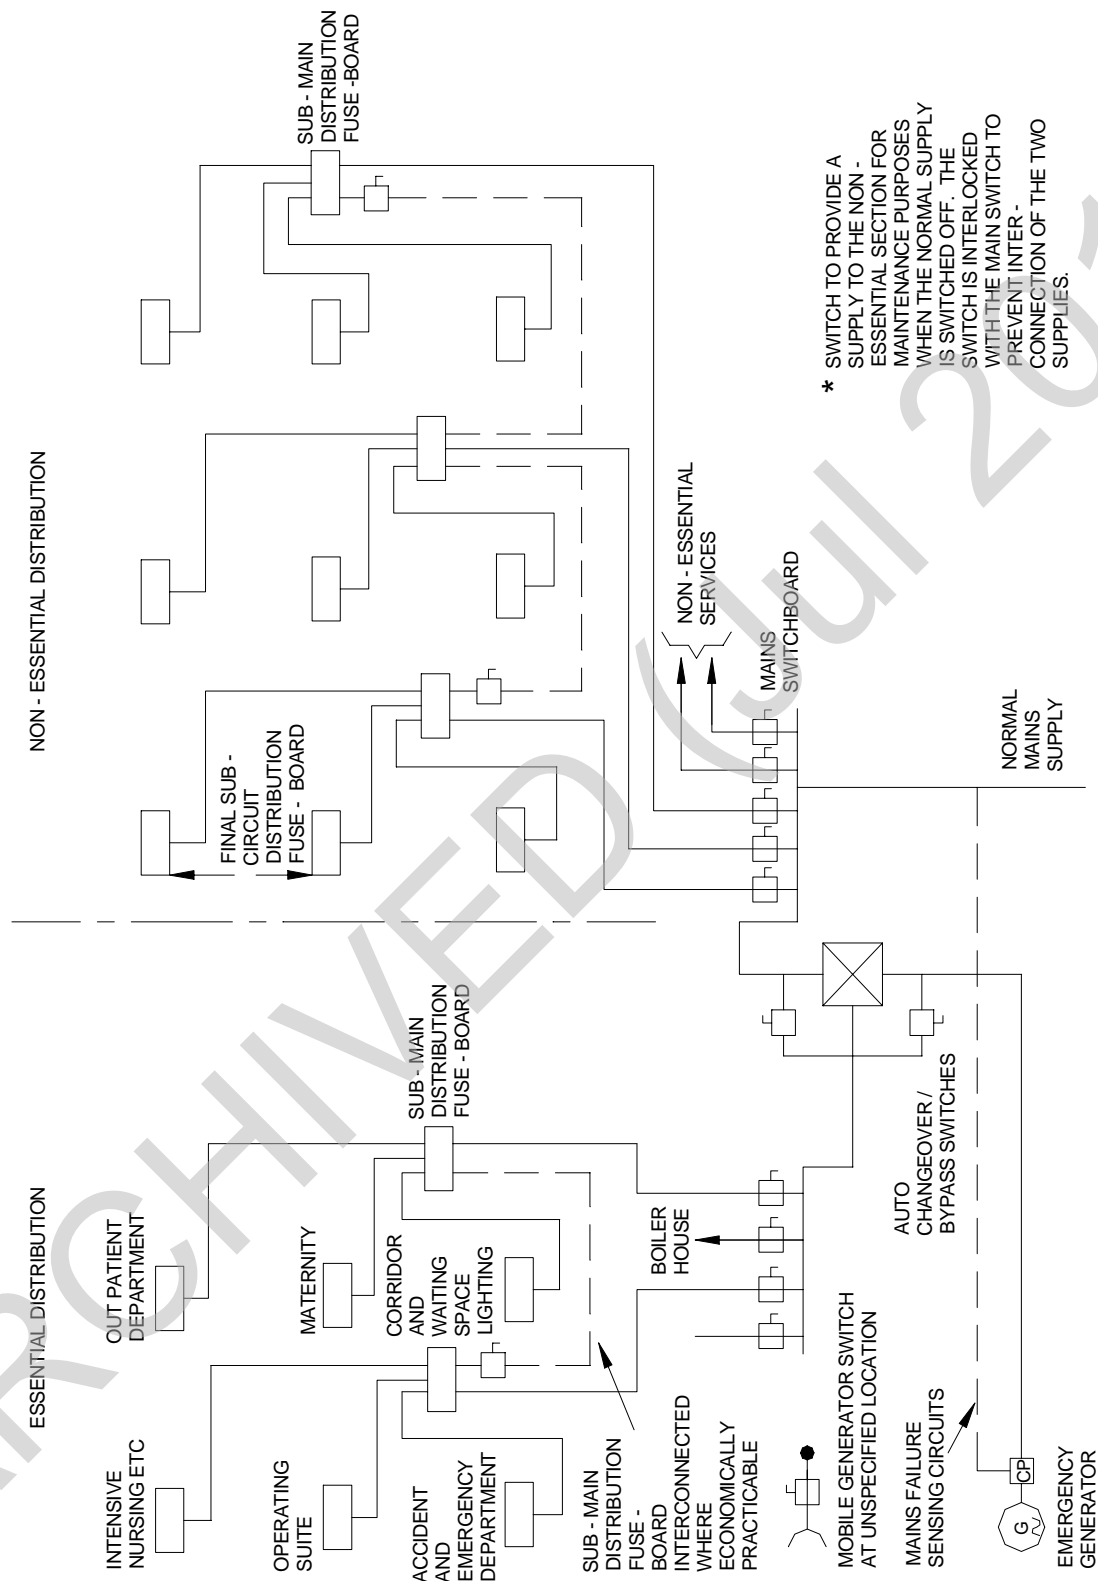 NON - ESSENTIAL DISTRIBUTION
SUB - MAIN
DISTRIBUTION
FUSE -BOARD
FINAL SUB -
CIRCUIT
DISTRIBUTION
FUSE - BOARD
NON - ESSENTIAL
SERVICES
MAINS
SWITCHBOARD
* SWITCH TO PROVIDE A
SUPPLY TO THE NON -
ESSENTIAL SECTION FOR
MAINTENANCE PURPOSES
WHEN THE NORMAL SUPPLY
IS SWITCHED OFF. THE
SWITCH IS INTERLOCKED
WITH THE MAIN SWITCH TO
PREVENT INTER -
CONNECTION OF THE TWO
SUPPLIES.
NORMAL
MAINS
SUPPLY
ESSENTIAL DISTRIBUTION
OUT PATIENT
DEPARTMENT
SUB - MAIN
DISTRIBUTION
FUSE - BOARD
MATERNITY
CORRIDOR
AND
WAITING
SPACE
LIGHTING
INTENSIVE
NURSING ETC
OPERATING
SUITE
ACCIDENT
AND
EMERGENCY
DEPARTMENT
BOILER
HOUSE
SUB - MAIN
DISTRIBUTION
FUSE -
BOARD
INTERCONNECTED
WHERE
ECONOMICALLY
PRACTICABLE
AUTO
CHANGEOVER /
BYPASS SWITCHES
MOBILE GENERATOR SWITCH
AT UNSPECIFIED LOCATION
MAINS FAILURE
SENSING CIRCUITS
CP
G
EMERGENCY
GENERATOR
ARCHIVED (Jul 201